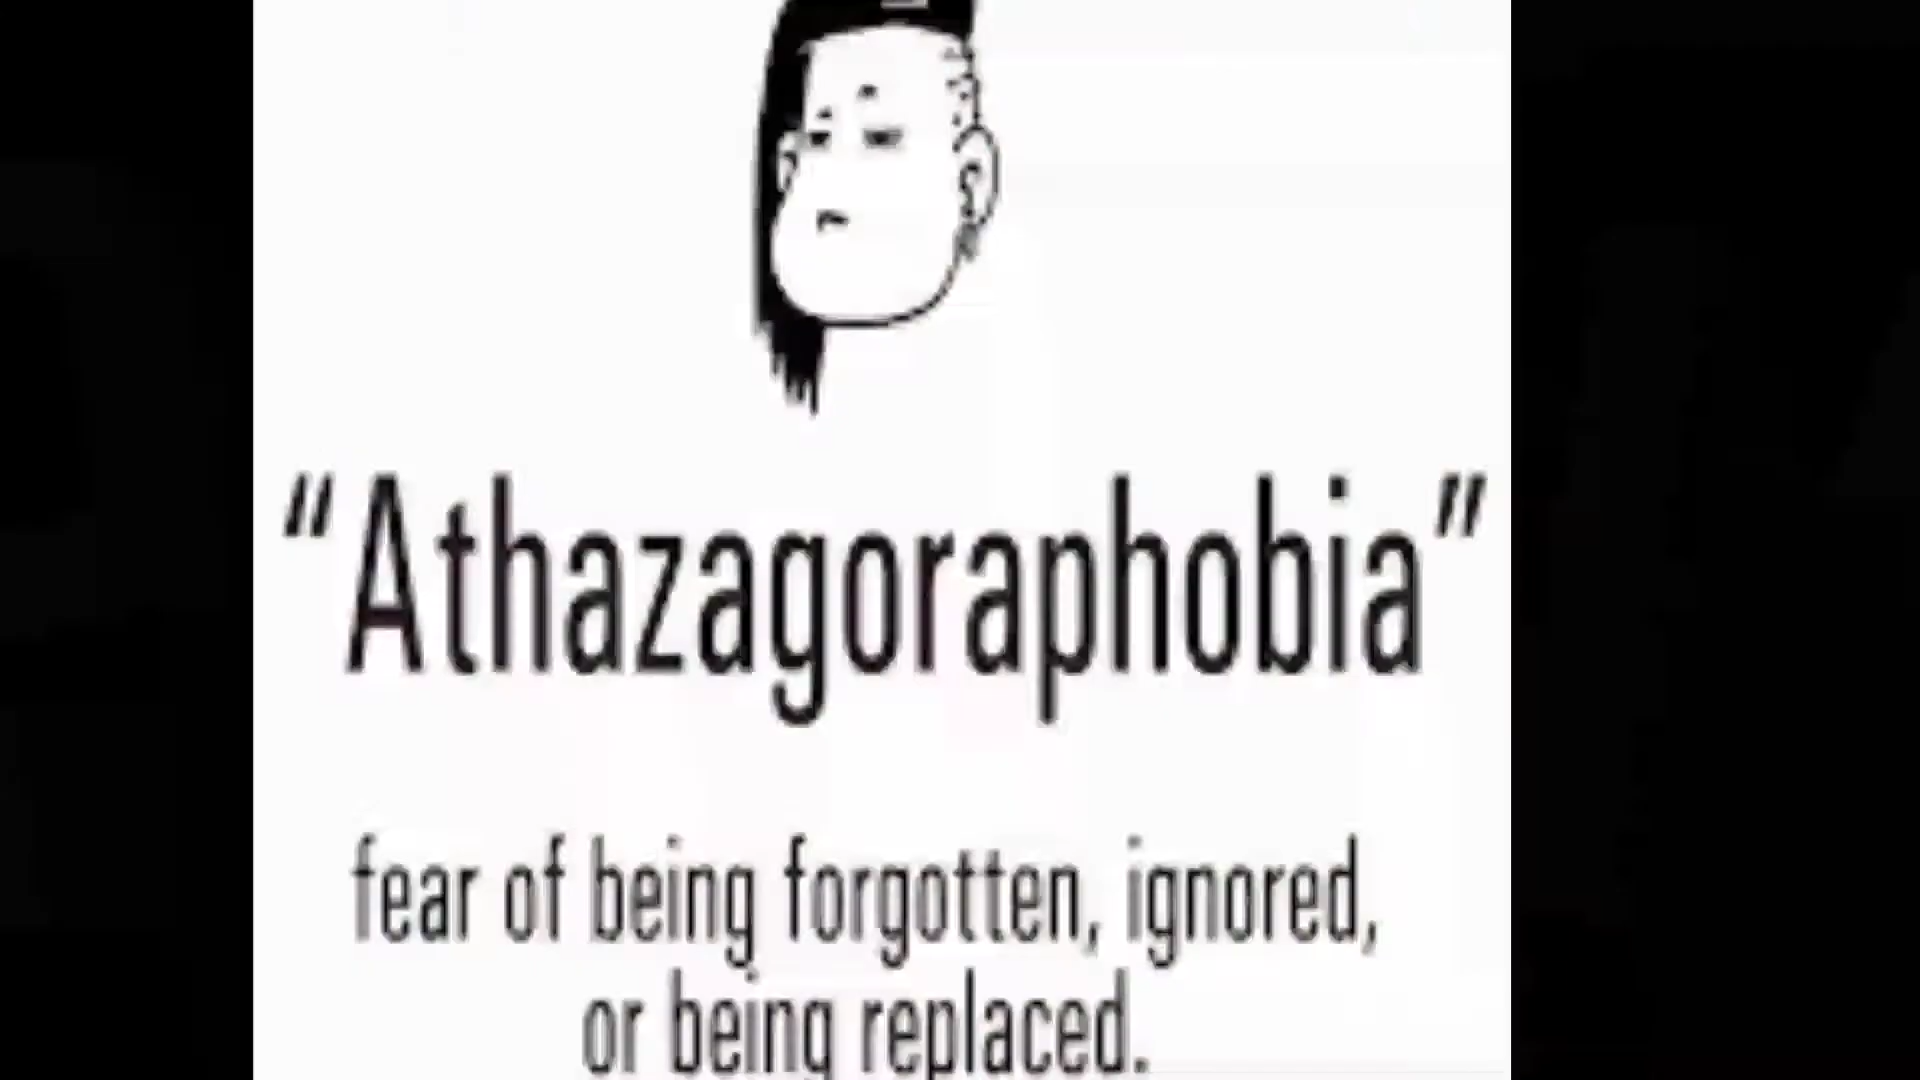 “Athazagoraphobia”
fear of being forgotten, ignored,
or being replaced.